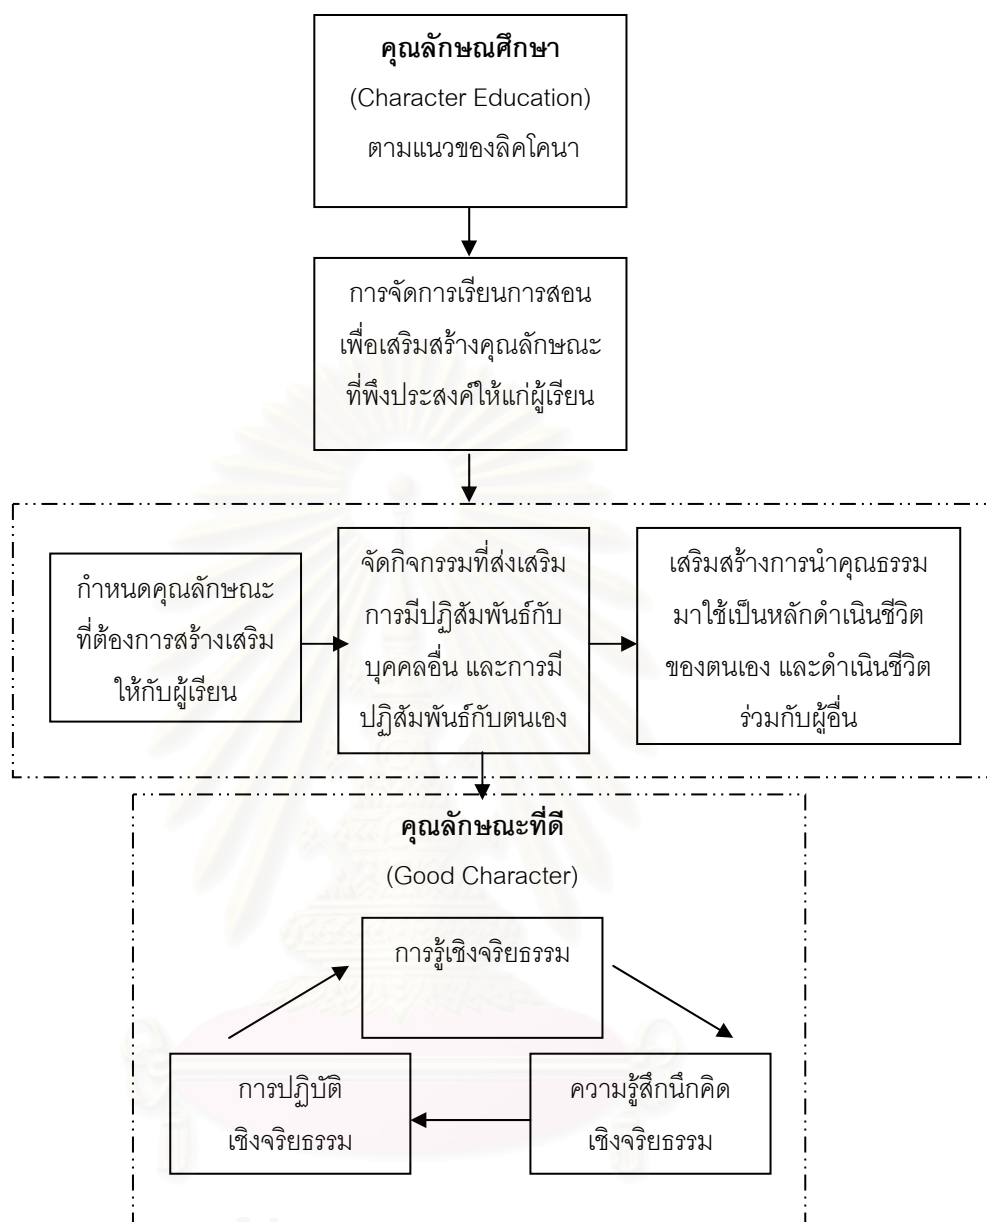 คุณลักษณศึกษา
(Character Education)
ตามแนวของลิคโคนา
การจัดการเรียนการสอน
เพื่อเสริมสร้างคุณลักษณะ
ที่พึงประสงค์ให้แก่ผู้เรียน
กำหนดคุณลักษณะ
ที่ต้องการสร้างเสริม
ให้กับผู้เรียน
จัดกิจกรรมที่ส่งเสริม
การมีปฏิสัมพันธ์กับ
บุคคลอื่น และการมี
ปฏิสัมพันธ์กับตนเอง
เสริมสร้างการนำคุณธรรม
มาใช้เป็นหลักดำเนินชีวิต
ของตนเอง และดำเนินชีวิต
ร่วมกับผู้อื่น
คุณลักษณะที่ดี
(Good Character)
การรู้เชิงจริยธรรม
การปฏิบัติ
เชิงจริยธรรม
ความรู้สึกนึกคิด
เชิงจริยธรรม